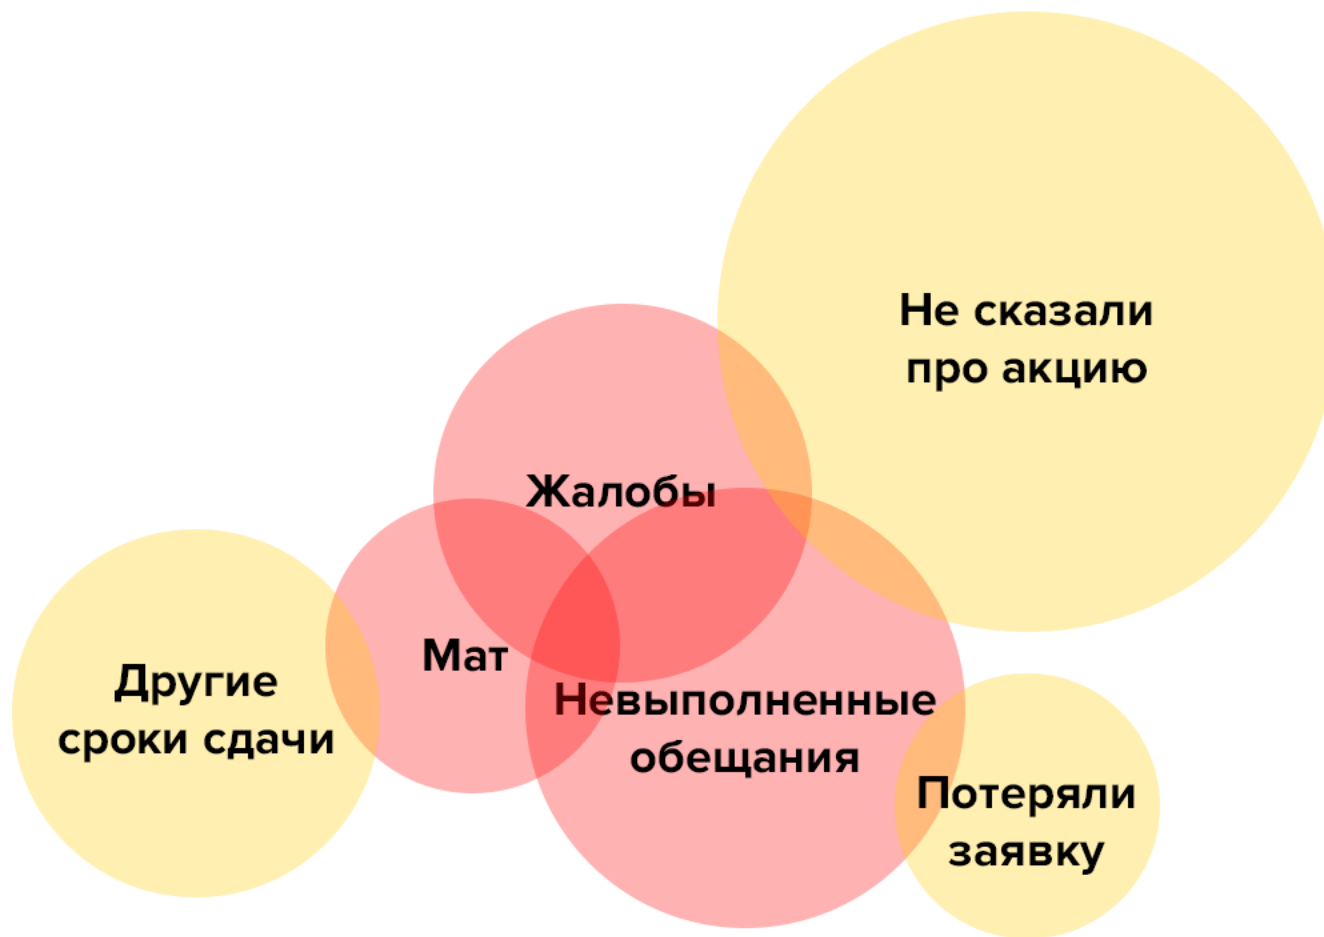 Не сказали
про акцию
Жалобы
Мат
Другие
сроки сдачи
Невыполненные
обещания
Потеряли
заявку